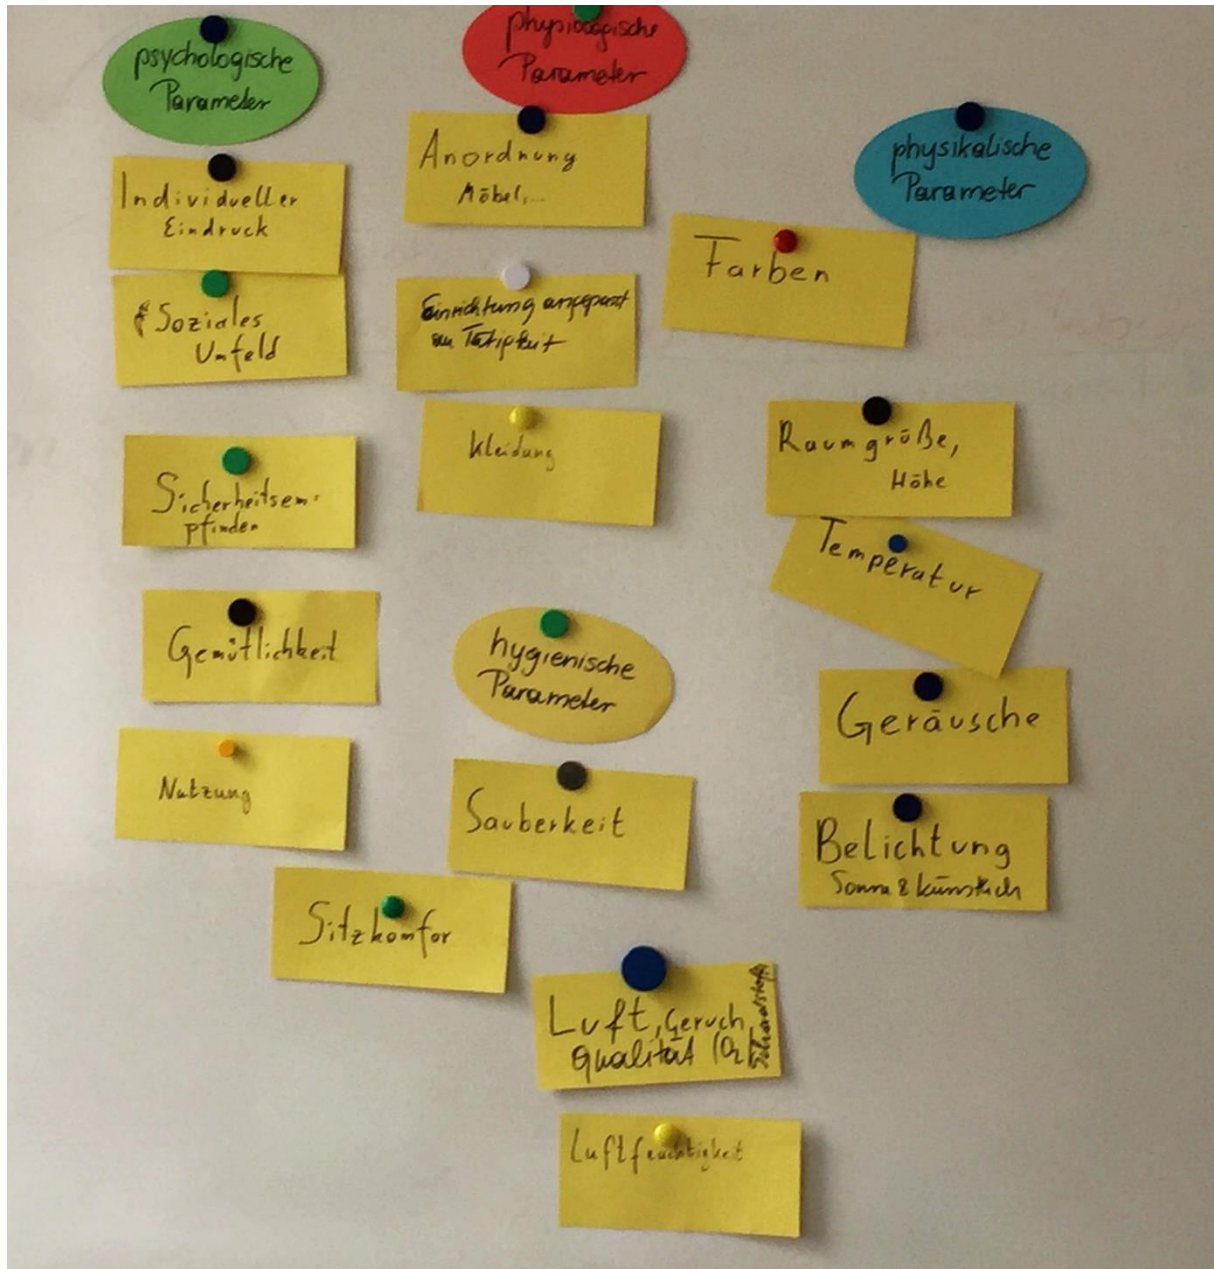 psychologische
Parameter
Individueller
Eindruck
Soziales
Umfeld
Sicherheitsem-
pfinden
Gemütlichkeit
Nutzung
Sitzkomfor
physiologische
Parameter
Anordnung
Möbel,...
Einrichtung angepasst
an Tätigkeit
Kleidung
hygienische
Parameter
Sauberkeit
Luft, Geruch
Qualität
Luftfeuchtigkeit
physikalische
Parameter
Farben
Raumgröße,
Höhe
Temperatur
Geräusche
Belichtung
Sonne & künstlich